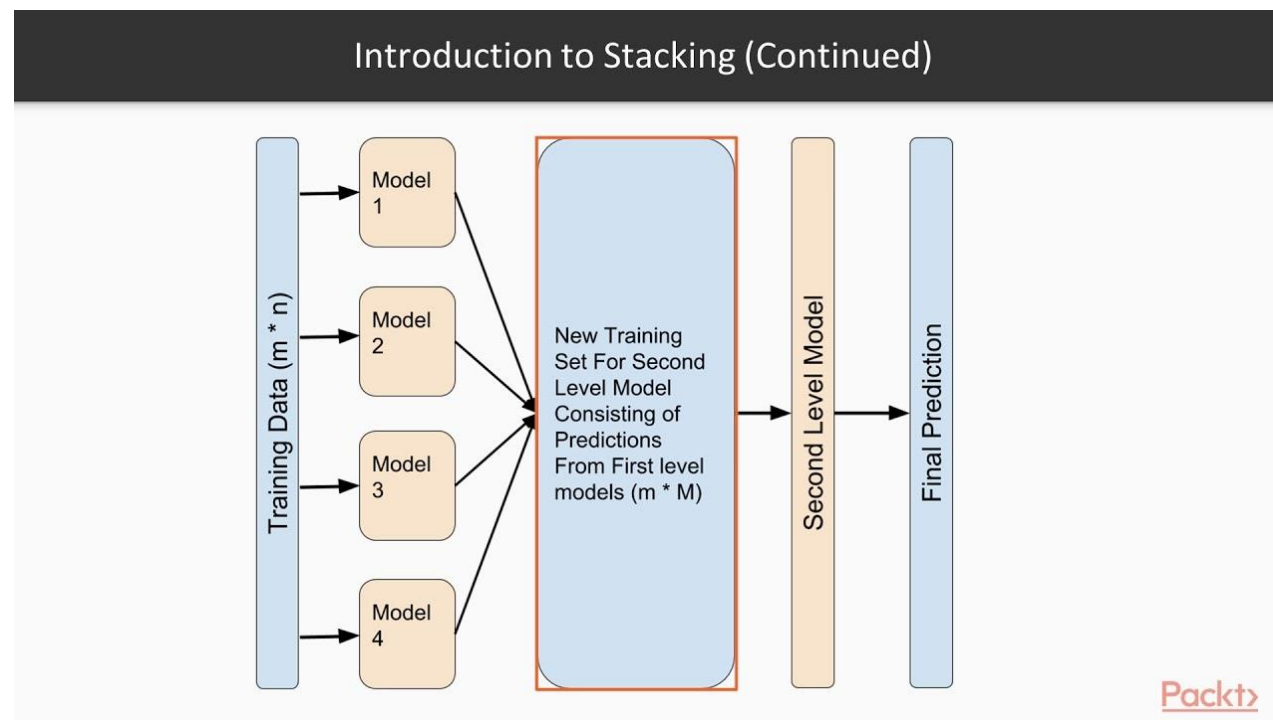 Introduction to Stacking (Continued)
Training Data (m * n)
Model
1
Model
2
Model
3
Model
4
New Training
Set For Second
Level Model
Consisting of
Predictions
From First level
models (m * M)
Second Level Model
Final Prediction
Packt>